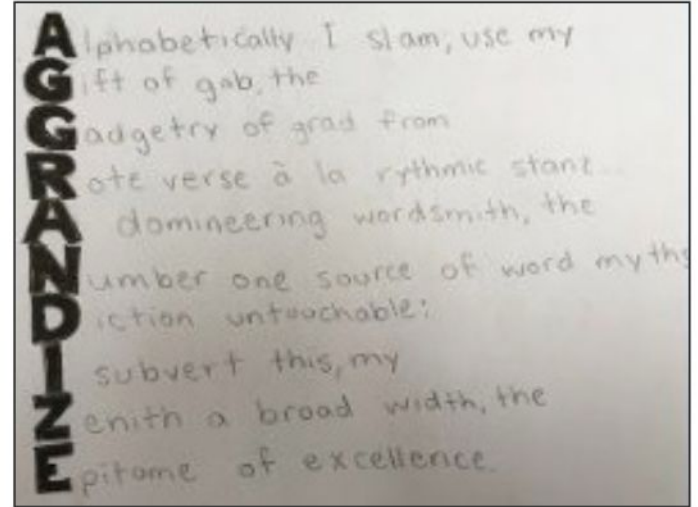 Alphabetically I slam, use my
Gift of gab, the
Gadgetry of grad from
Rote verse à la rythmic stanz...
A domineering wordsmith, the
Number one source of word myths
Diction untouchable:
I subvert this, my
Zenith a broad width, the
Epitome of excellence.